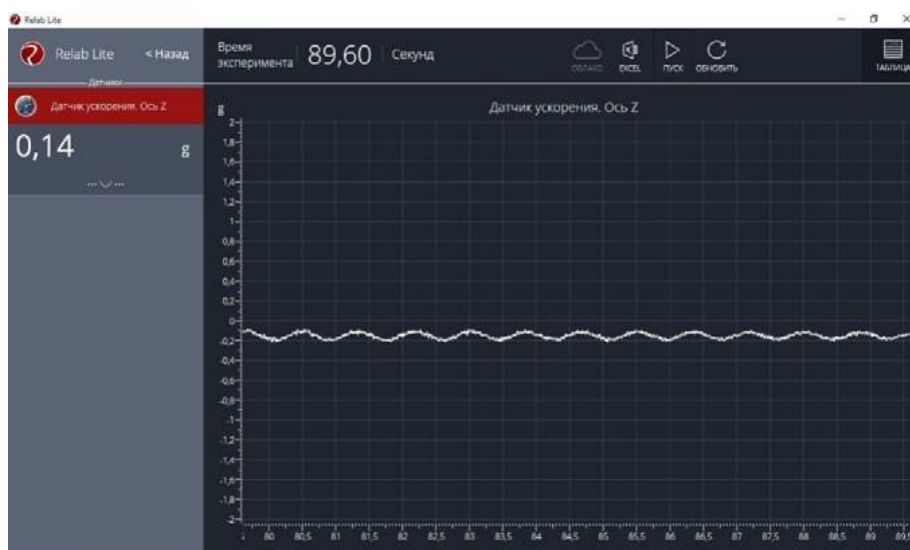 Relab Lite
Relab Lite < Назад
Время
эксперимента 89,60 Секунд
ОБЛАКО EXCEL ПУСК ОБНОВИТЬ
ТАБЛИЦА
Датчики
Датчик ускорения. Ось Z
0,14 g
g
Датчик ускорения. Ось Z
2
1,8
1,6
1,4
1,2
1
0,8
0,6
0,4
0,2
0
-0,2
-0,4
-0,6
-0,8
-1
-1,2
-1,4
-1,6
-1,8
-2
80 80,5 81 81,5 82 82,5 83 83,5 84 84,5 85 85,5 86 86,5 87 87,5 88 88,5 89 89,5